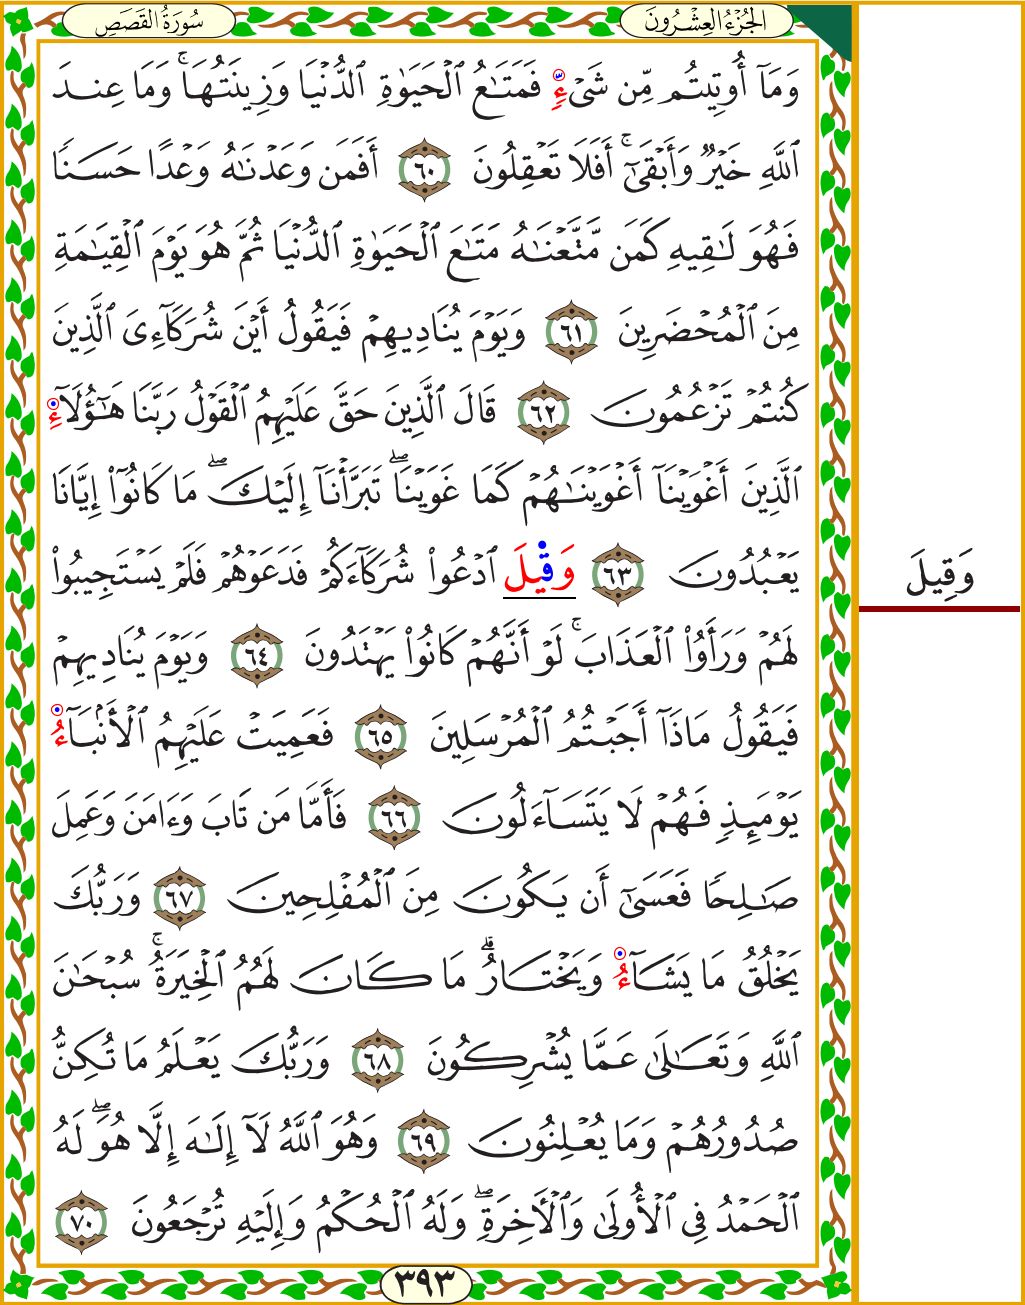 سُورَةُ القَصَصِ
الجُزْءُ العِشْرُونَ
وَمَآ أُوتِيتُم مِّن شَىْءٍ فَمَتَـٰعُ ٱلْحَيَوٰةِ ٱلدُّنْيَا وَزِينَتُهَا ۚ وَمَا عِندَ
ٱللَّهِ خَيْرٌ وَأَبْقَىٰٓ ۚ أَفَلَا تَعْقِلُونَ ٦٠ أَفَمَن وَعَدْنَـٰهُ وَعْدًا حَسَنًا
فَهُوَ لَـٰقِيهِ كَمَن مَّتَّعْنَـٰهُ مَتَـٰعَ ٱلْحَيَوٰةِ ٱلدُّنْيَا ثُمَّ هُوَ يَوْمَ ٱلْقِيَـٰمَةِ
مِنَ ٱلْمُحْضَرِينَ ٦١ وَيَوْمَ يُنَادِيهِمْ فَيَقُولُ أَيْنَ شُرَكَآءِىَ ٱلَّذِينَ
كُنتُمْ تَزْعُمُونَ ٦٢ قَالَ ٱلَّذِينَ حَقَّ عَلَيْهِمُ ٱلْقَوْلُ رَبَّنَا هَـٰٓؤُلَآءِ
ٱلَّذِينَ أَغْوَيْنَآ أَغْوَيْنَـٰهُمْ كَمَا غَوَيْنَا ۖ تَبَرَّأْنَآ إِلَيْكَ ۖ مَا كَانُوٓا۟ إِيَّانَا
يَعْبُدُونَ ٦٣ وَقِيلَ ٱدْعُوا۟ شُرَكَآءَكُمْ فَدَعَوْهُمْ فَلَمْ يَسْتَجِيبُوا۟
وَقِيلَ
لَهُمْ وَرَأَوُا۟ ٱلْعَذَابَ ۚ لَوْ أَنَّهُمْ كَانُوا۟ يَهْتَدُونَ ٦٤ وَيَوْمَ يُنَادِيهِمْ
فَيَقُولُ مَاذَآ أَجَبْتُمُ ٱلْمُرْسَلِينَ ٦٥ فَعَمِيَتْ عَلَيْهِمُ ٱلْأَنۢبَآءُ
يَوْمَئِذٍ فَهُمْ لَا يَتَسَآءَلُونَ ٦٦ فَأَمَّا مَن تَابَ وَءَامَنَ وَعَمِلَ
صَـٰلِحًا فَعَسَىٰٓ أَن يَكُونَ مِنَ ٱلْمُفْلِحِينَ ٦٧ وَرَبُّكَ
يَخْلُقُ مَا يَشَآءُ وَيَخْتَارُ ۗ مَا كَانَ لَهُمُ ٱلْخِيَرَةُ ۚ سُبْحَـٰنَ
ٱللَّهِ وَتَعَـٰلَىٰ عَمَّا يُشْرِكُونَ ٦٨ وَرَبُّكَ يَعْلَمُ مَا تُكِنُّ
صُدُورُهُمْ وَمَا يُعْلِنُونَ ٦٩ وَهُوَ ٱللَّهُ لَآ إِلَـٰهَ إِلَّا هُوَ ۖ لَهُ
ٱلْحَمْدُ فِى ٱلْأُولَىٰ وَٱلْـَٔاخِرَةِ ۖ وَلَهُ ٱلْحُكْمُ وَإِلَيْهِ تُرْجَعُونَ ٧٠
٣٩٣